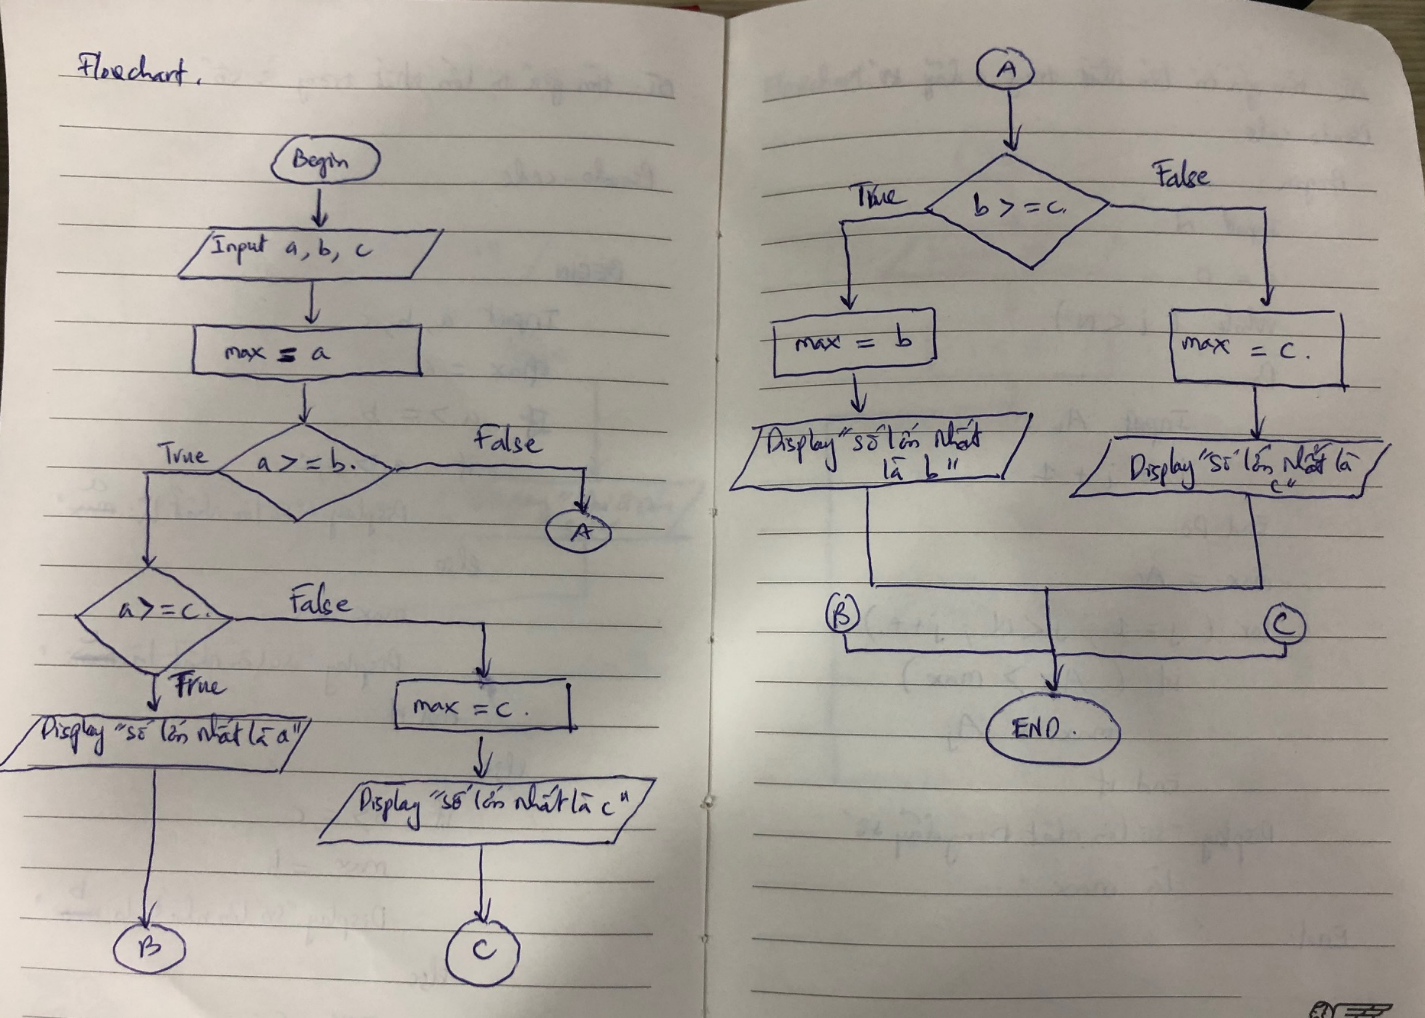 Flowchart.
Begin
Input a, b, c
max = a
a >= b.
True
False
A
a >= c.
False
True
max = c.
Display "số lớn nhất là a"
Display "số lớn nhất là c"
B
C
A
b >= c.
True
False
max = b
max = c.
Display "số lớn nhất
là b"
Display "số lớn nhất là
c"
B
C
END.